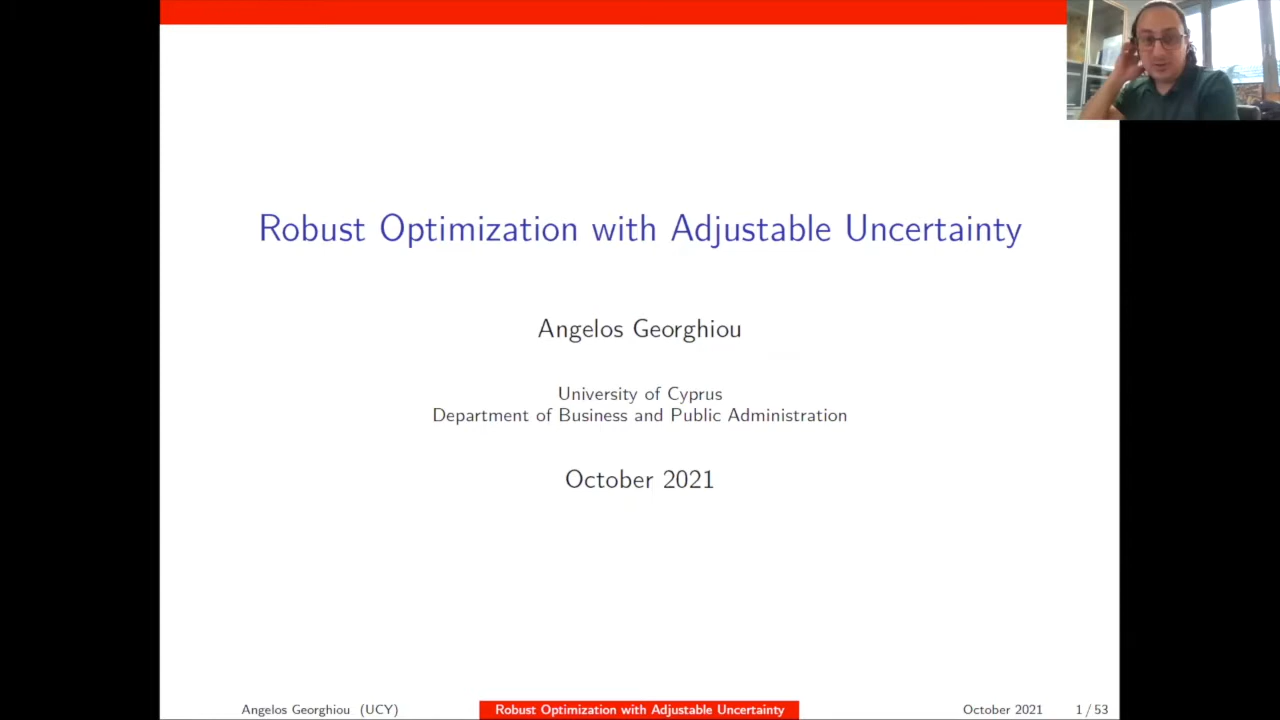 Robust Optimization with Adjustable Uncertainty
Angelos Georghiou
University of Cyprus
Department of Business and Public Administration
October 2021
Angelos Georghiou (UCY) Robust Optimization with Adjustable Uncertainty October 2021 1 / 53